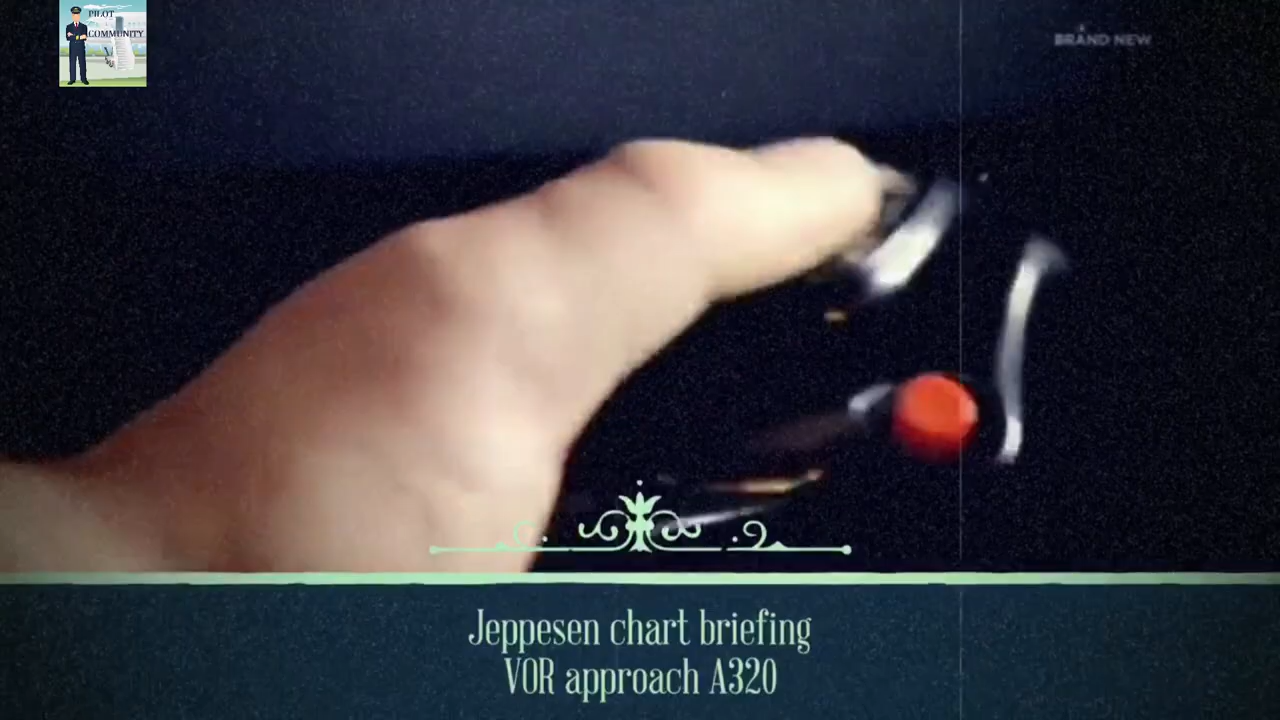 PILOT
COMMUNITY
BRAND NEW
Jeppesen chart briefing
VOR approach A320